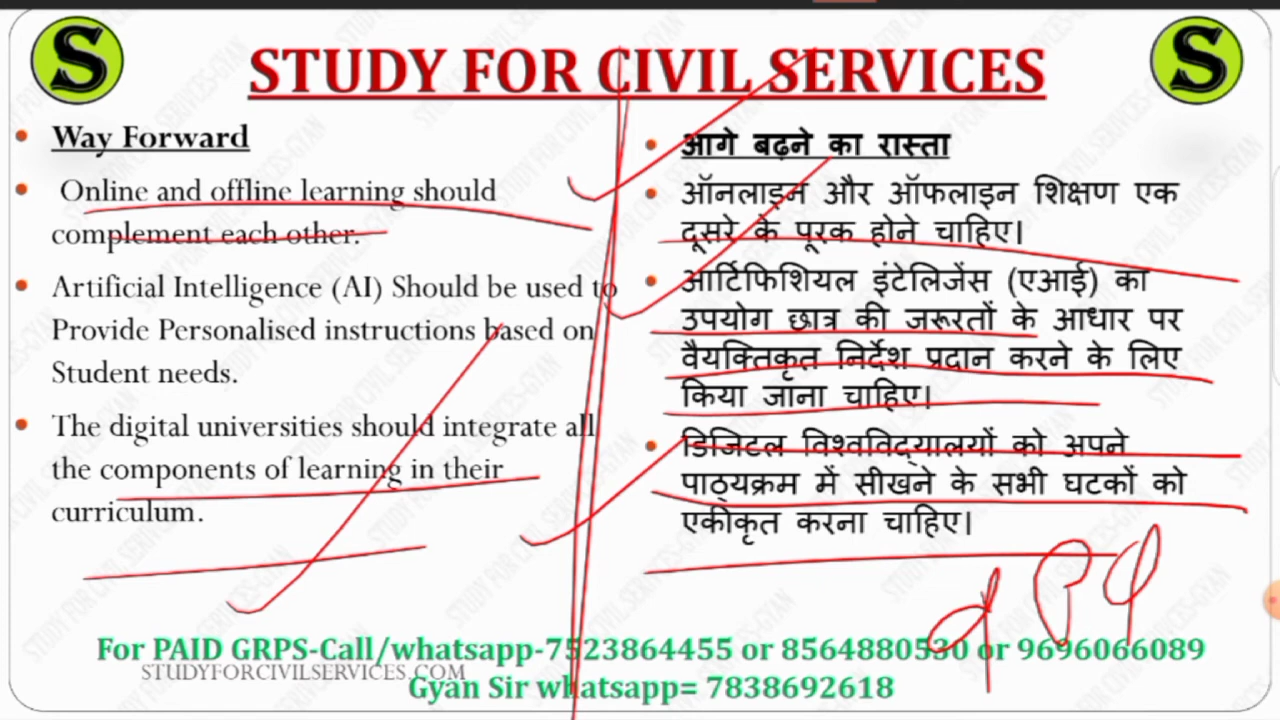 S
STUDY FOR CIVIL SERVICES
S
Way Forward
Online and offline learning should
complement each other.
Artificial Intelligence (AI) Should be used to
Provide Personalised instructions based on
Student needs.
The digital universities should integrate all
the components of learning in their
curriculum.
आगे बढ़ने का रास्ता
ऑनलाइन और ऑफलाइन शिक्षण एक
दूसरे के पूरक होने चाहिए।
आर्टिफिशियल इंटेलिजेंस (एआई) का
उपयोग छात्र की जरूरतों के आधार पर
वैयक्तिकृत निर्देश प्रदान करने के लिए
किया जाना चाहिए।
डिजिटल विश्वविद्यालयों को अपने
पाठ्यक्रम में सीखने के सभी घटकों को
एकीकृत करना चाहिए।
For PAID GRPS-Call/whatsapp-7523864455 or 8564880530 or 9696066089
STUDYFORCIVILSERVICES.COM
Gyan Sir whatsapp= 7838692618